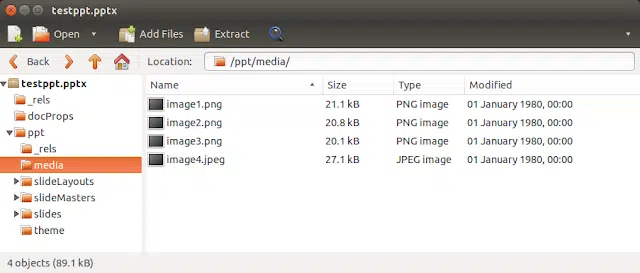 testppt.pptx
Open Add Files Extract
Back Location: /ppt/media/
testppt.pptx
_rels
docProps
ppt
_rels
media
slideLayouts
slideMasters
slides
theme
Name Size Type Modified
image1.png 21.1 kB PNG image 01 January 1980, 00:00
image2.png 20.8 kB PNG image 01 January 1980, 00:00
image3.png 20.1 kB PNG image 01 January 1980, 00:00
image4.jpeg 27.1 kB JPEG image 01 January 1980, 00:00
4 objects (89.1 kB)